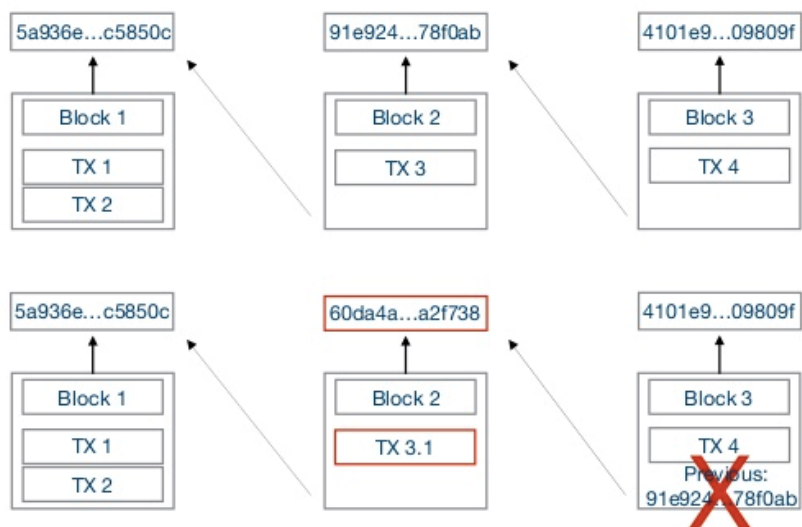 5a936e...c5850c
91e924...78f0ab
4101e9...09809f
Block 1
Block 2
Block 3
TX 1
TX 3
TX 4
TX 2
5a936e...c5850c
60da4a...a2f738
4101e9...09809f
Block 1
Block 2
Block 3
TX 1
TX 3.1
TX 4
TX 2
Previous:
91e924...78f0ab